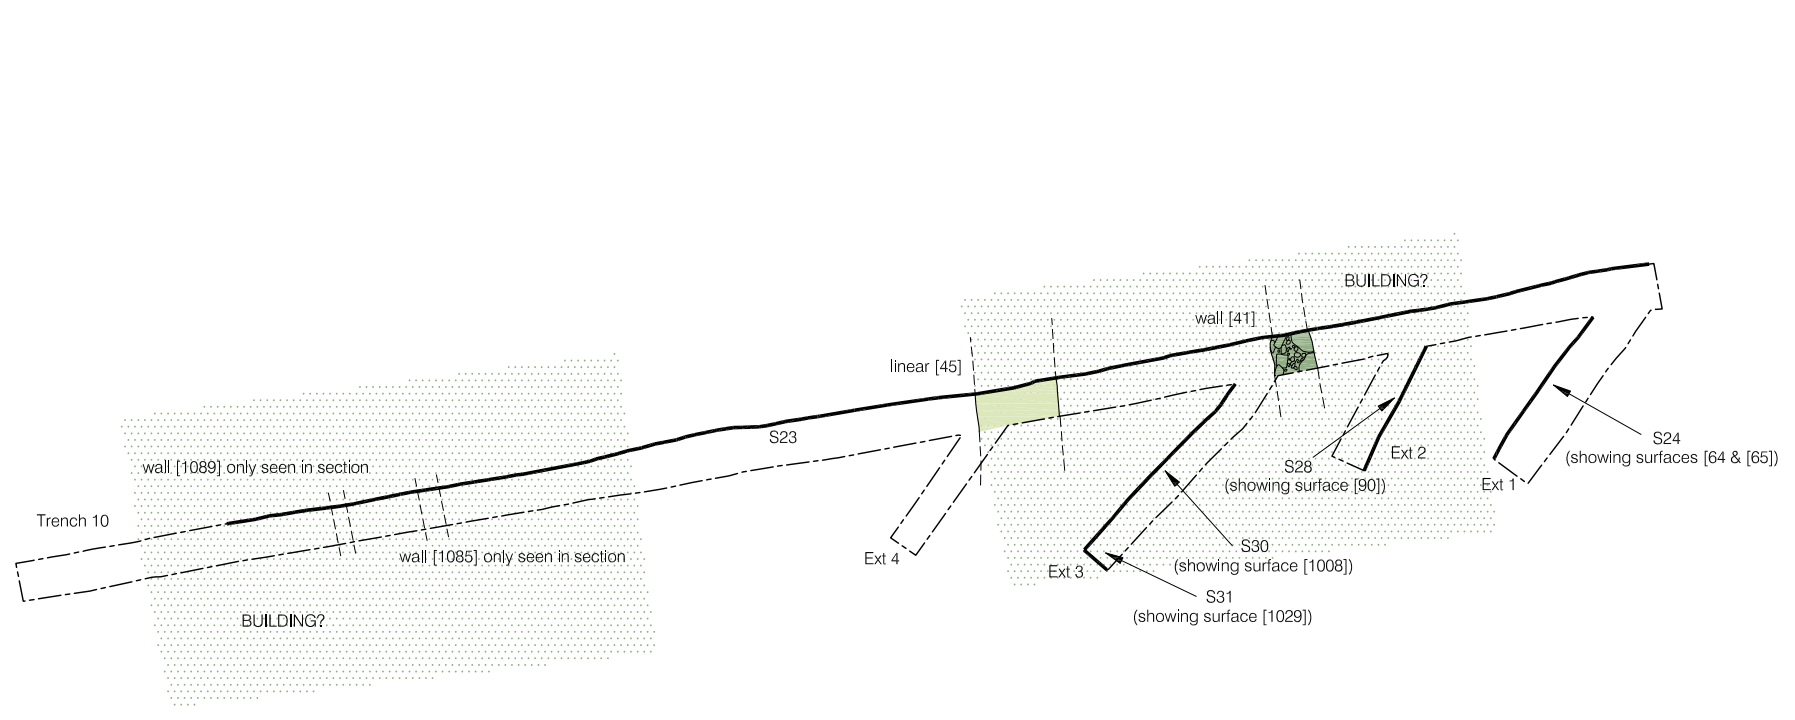 BUILDING?
wall [41]
linear [45]
S23
S24
(showing surfaces [64 & [65])
Ext 2
S28
(showing surface [90])
Ext 1
wall [1089] only seen in section
Trench 10
wall [1085] only seen in section
Ext 4
S30
(showing surface [1008])
Ext 3
S31
(showing surface [1029])
BUILDING?